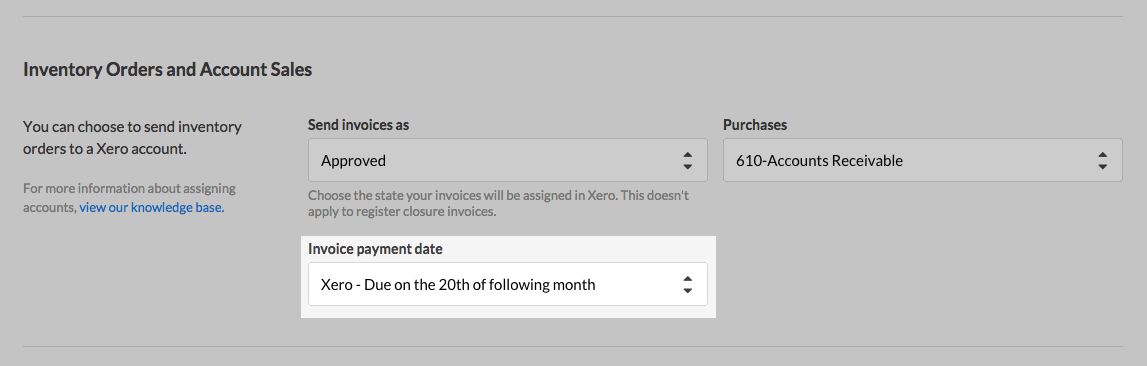 Inventory Orders and Account Sales
You can choose to send inventory
orders to a Xero account.
For more information about assigning
accounts, view our knowledge base.
Send invoices as
Approved
Choose the state your invoices will be assigned in Xero. This doesn't
apply to register closure invoices.
Purchases
610-Accounts Receivable
Invoice payment date
Xero - Due on the 20th of following month